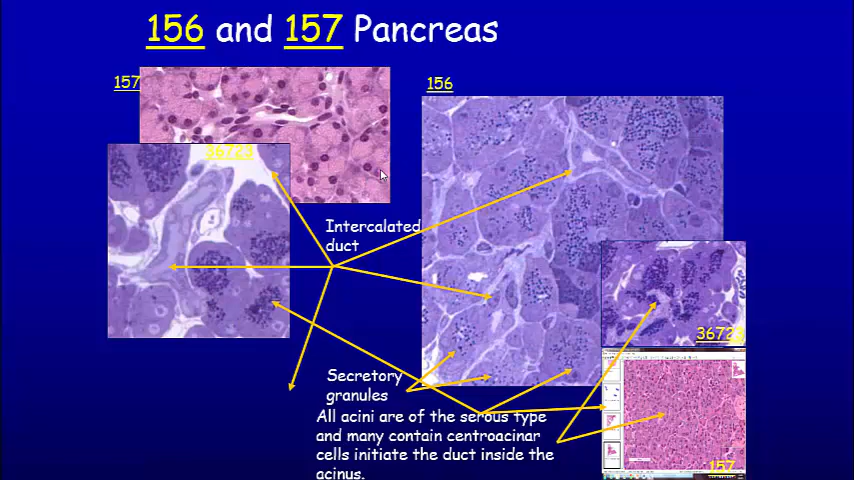 156 and 157 Pancreas
157
156
36723
Intercalated
duct
36723
Secretory
granules
All acini are of the serous type
and many contain centroacinar
cells initiate the duct inside the
acinus.
157